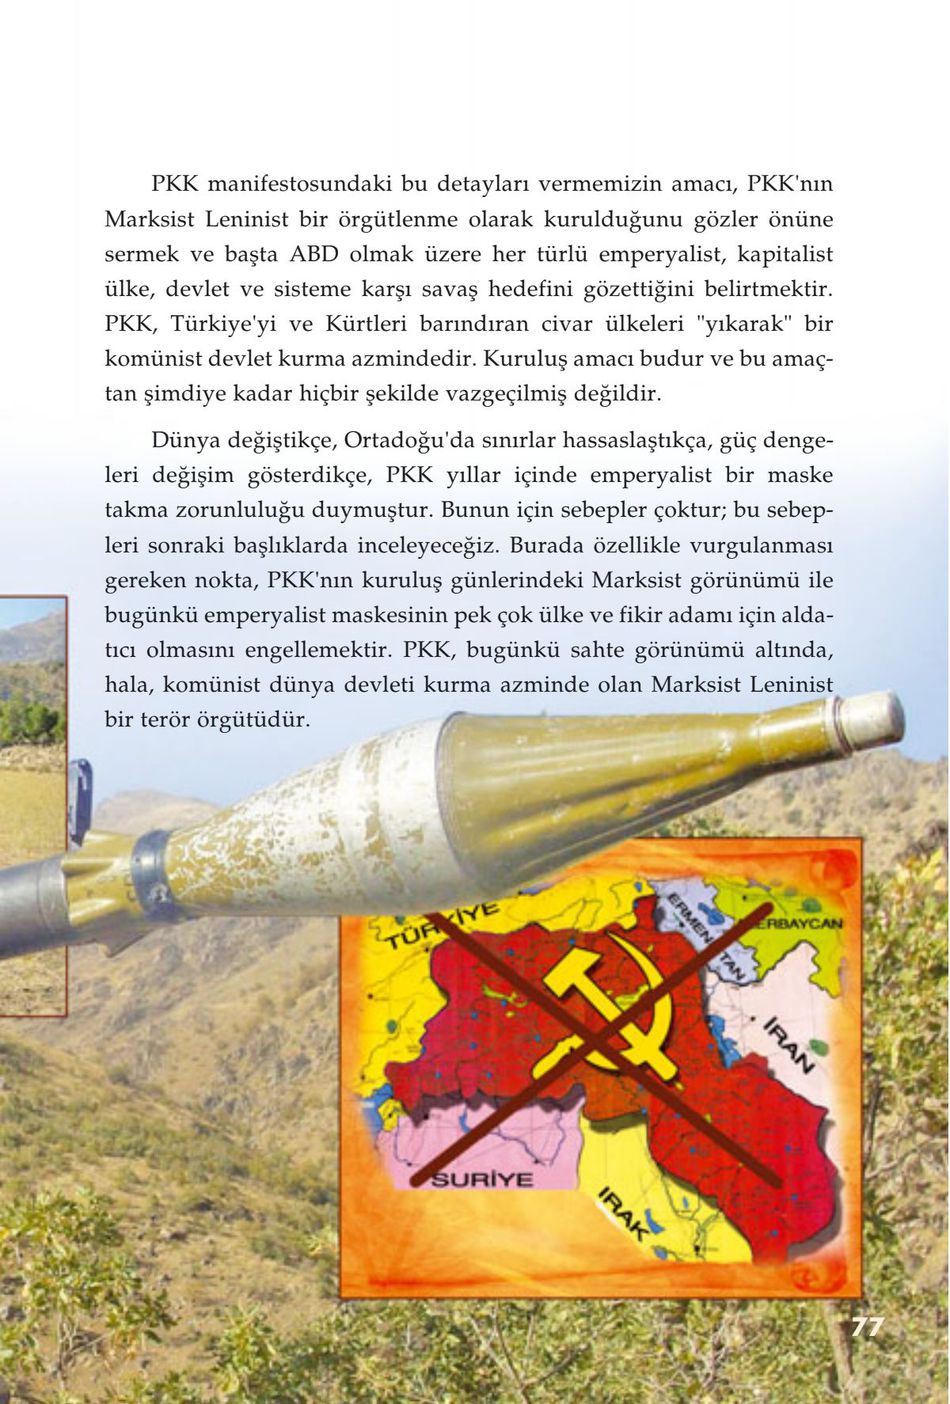 PKK manifestosundaki bu detayları vermemizin amacı, PKK'nın
Marksist Leninist bir örgütlenme olarak kurulduğunu gözler önüne
sermek ve başta ABD olmak üzere her türlü emperyalist, kapitalist
ülke, devlet ve sisteme karşı savaş hedefini gözettiğini belirtmektir.
PKK, Türkiye'yi ve Kürtleri barındıran civar ülkeleri "yıkarak" bir
komünist devlet kurma azmindedir. Kuruluş amacı budur ve bu amaç-
tan şimdiye kadar hiçbir şekilde vazgeçilmiş değildir.
Dünya değiştikçe, Ortadoğu'da sınırlar hassaslaştıkça, güç denge-
leri değişim gösterdikçe, PKK yıllar içinde emperyalist bir maske
takma zorunluluğu duymuştur. Bunun için sebepler çoktur; bu sebep-
leri sonraki başlıklarda inceleyeceğiz. Burada özellikle vurgulanması
gereken nokta, PKK'nın kuruluş günlerindeki Marksist görünümü ile
bugünkü emperyalist maskesinin pek çok ülke ve fikir adamı için alda-
tıcı olmasını engellemektir. PKK, bugünkü sahte görünümü altında,
hala, komünist dünya devleti kurma azminde olan Marksist Leninist
bir terör örgütüdür.
TÜRKİYE
ERMENİSTAN
ERBAYCAN
İRAN
SURİYE
IRAK
77